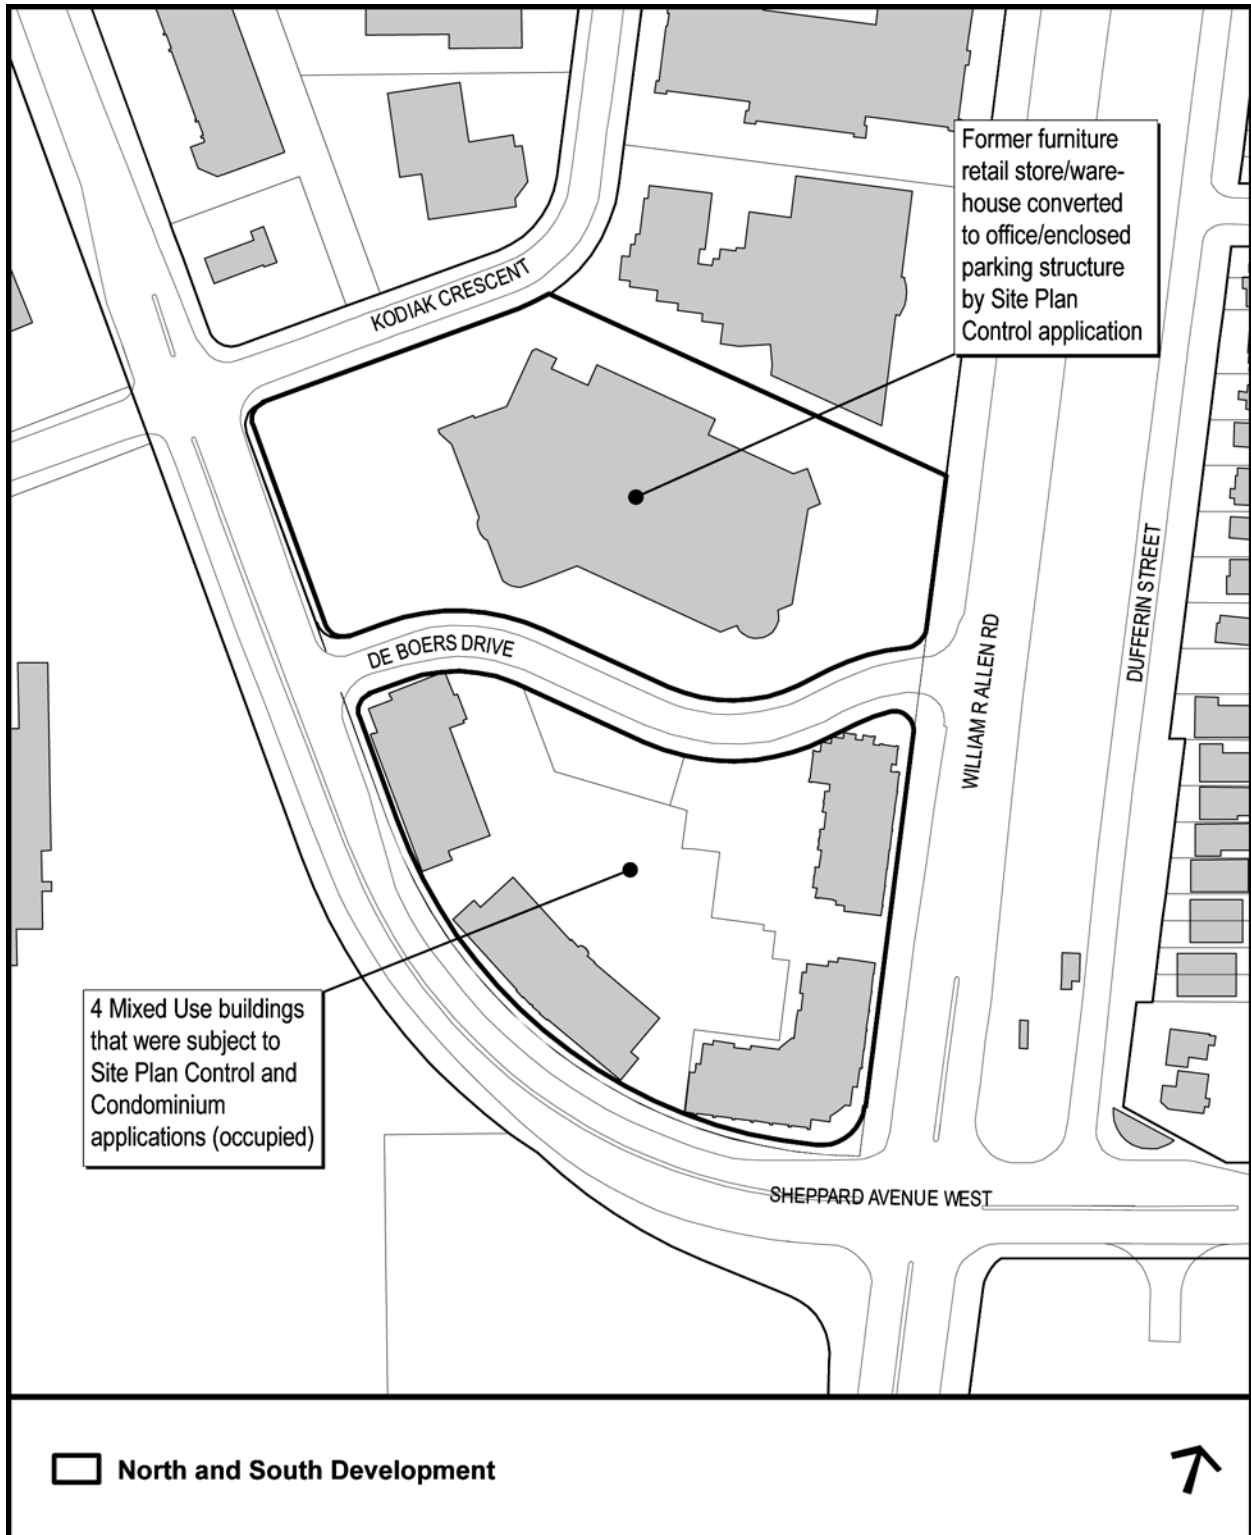 Former furniture
retail store/ware-
house converted
to office/enclosed
parking structure
by Site Plan
Control application
KODIAK CRESCENT
DE BOERS DRIVE
WILLIAM R ALLEN RD
DUFFERIN STREET
4 Mixed Use buildings
that were subject to
Site Plan Control and
Condominium
applications (occupied)
SHEPPARD AVENUE WEST
North and South Development